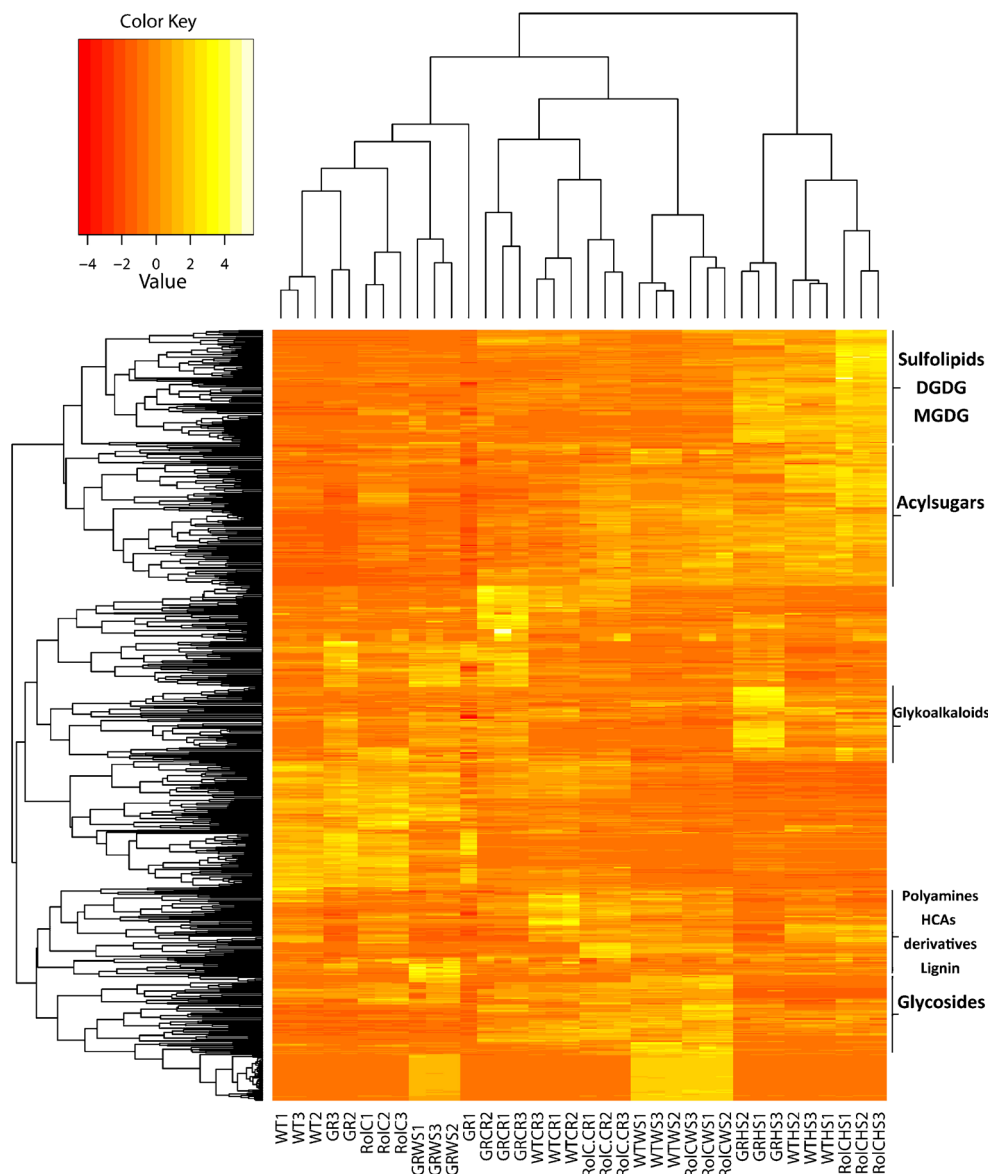 Color Key
−4 −2 0 2 4
Value
Sulfolipids
DGDG
MGDG
Acylsugars
Glykoalkaloids
Polyamines
HCAs
derivatives
Lignin
Glycosides
WT1
WT3
WT2
GR3
GR2
RolC1
RolC2
RolC3
GRWS1
GRWS3
GRWS2
GR1
GRCR2
GRCR1
GRCR3
WTCR3
WTCR1
WTCR2
RolC.CR1
RolC.CR2
RolC.CR3
WTWS1
WTWS3
WTWS2
RolCWS3
RolCWS1
RolCWS2
GRHS2
GRHS1
GRHS3
WTHS2
WTHS3
WTHS1
RolCHS1
RolCHS2
RolCHS3